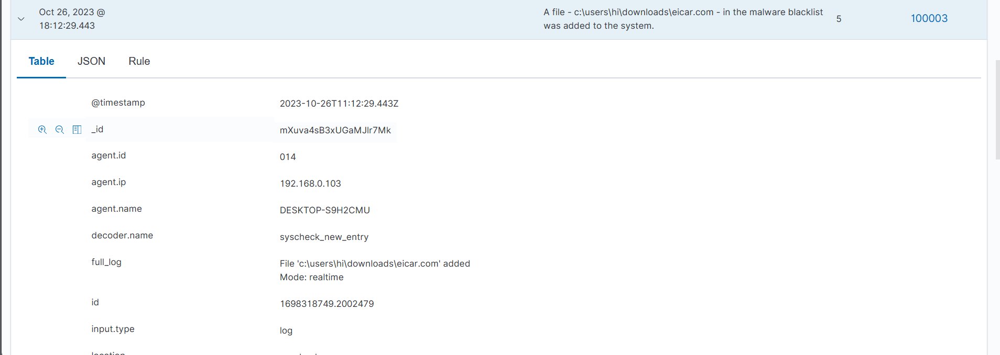 Oct 26, 2023 @
18:12:29.443
A file - c:\users\hi\downloads\eicar.com - in the malware blacklist
was added to the system.
5
100003
Table JSON Rule
@timestamp 2023-10-26T11:12:29.443Z
_id mXuva4sB3xUGaMJlr7Mk
agent.id 014
agent.ip 192.168.0.103
agent.name DESKTOP-S9H2CMU
decoder.name syscheck_new_entry
full_log File 'c:\users\hi\downloads\eicar.com' added
Mode: realtime
id 1698318749.2002479
input.type log
location